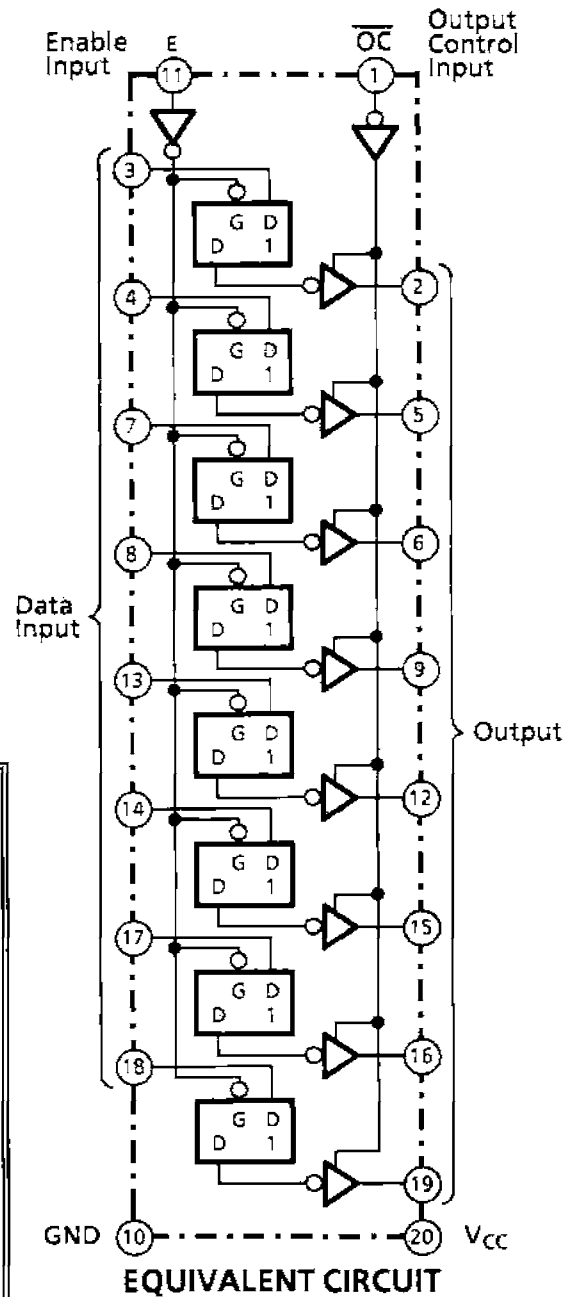 Enable
Input
E
OC
Output
Control
Input
11
1
3
G D
D 1
2
4
G D
D 1
5
7
G D
D 1
6
8
G D
D 1
9
Data
Input
13
G D
D 1
Output
12
14
G D
D 1
15
17
G D
D 1
16
18
G D
D 1
19
GND
10
20
VCC
EQUIVALENT CIRCUIT